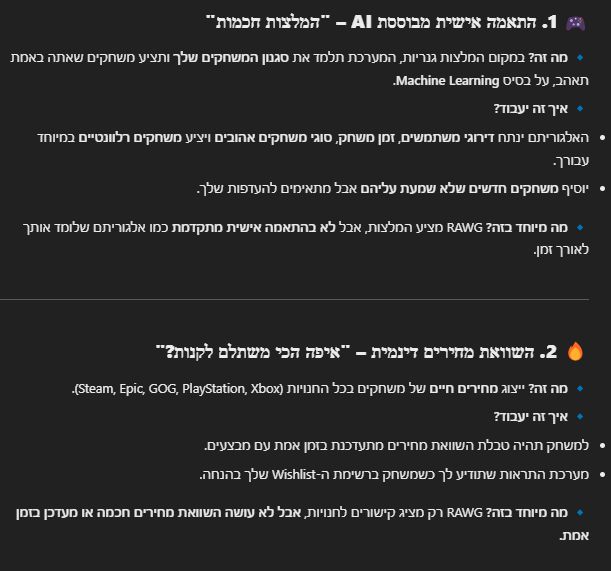 🎮 1. התאמה אישית מבוססת AI – "המלצות חכמות"
🔹 מה זה? במקום המלצות גנריות, המערכת תלמד את סגנון המשחקים שלך ותציע משחקים שאתה באמת
תאהב, על בסיס Machine Learning.
🔹 איך זה יעבוד?
• האלגוריתם ינתח דירוגי משתמשים, זמן משחק, סוגי משחקים אהובים ויציע משחקים רלוונטיים במיוחד
עבורך.
• יוסיף משחקים חדשים שלא שמעת עליהם אבל מתאימים להעדפות שלך.
🔹 מה מיוחד בזה? RAWG מציע המלצות, אבל לא בהתאמה אישית מתקדמת כמו אלגוריתם שלומד אותך
לאורך זמן.
🔥 2. השוואת מחירים דינמית – "איפה הכי משתלם לקנות?"
🔹 מה זה? ייצוג מחירים חיים של משחקים בכל החנויות (Steam, Epic, GOG, PlayStation, Xbox).
🔹 איך זה יעבוד?
• למשחק תהיה טבלת השוואת מחירים מתעדכנת בזמן אמת עם מבצעים.
• מערכת התראות שתודיע לך כשמשחק ברשימת ה-Wishlist שלך בהנחה.
🔹 מה מיוחד בזה? RAWG רק מציג קישורים לחנויות, אבל לא עושה השוואת מחירים חכמה או מעדכן בזמן
אמת.